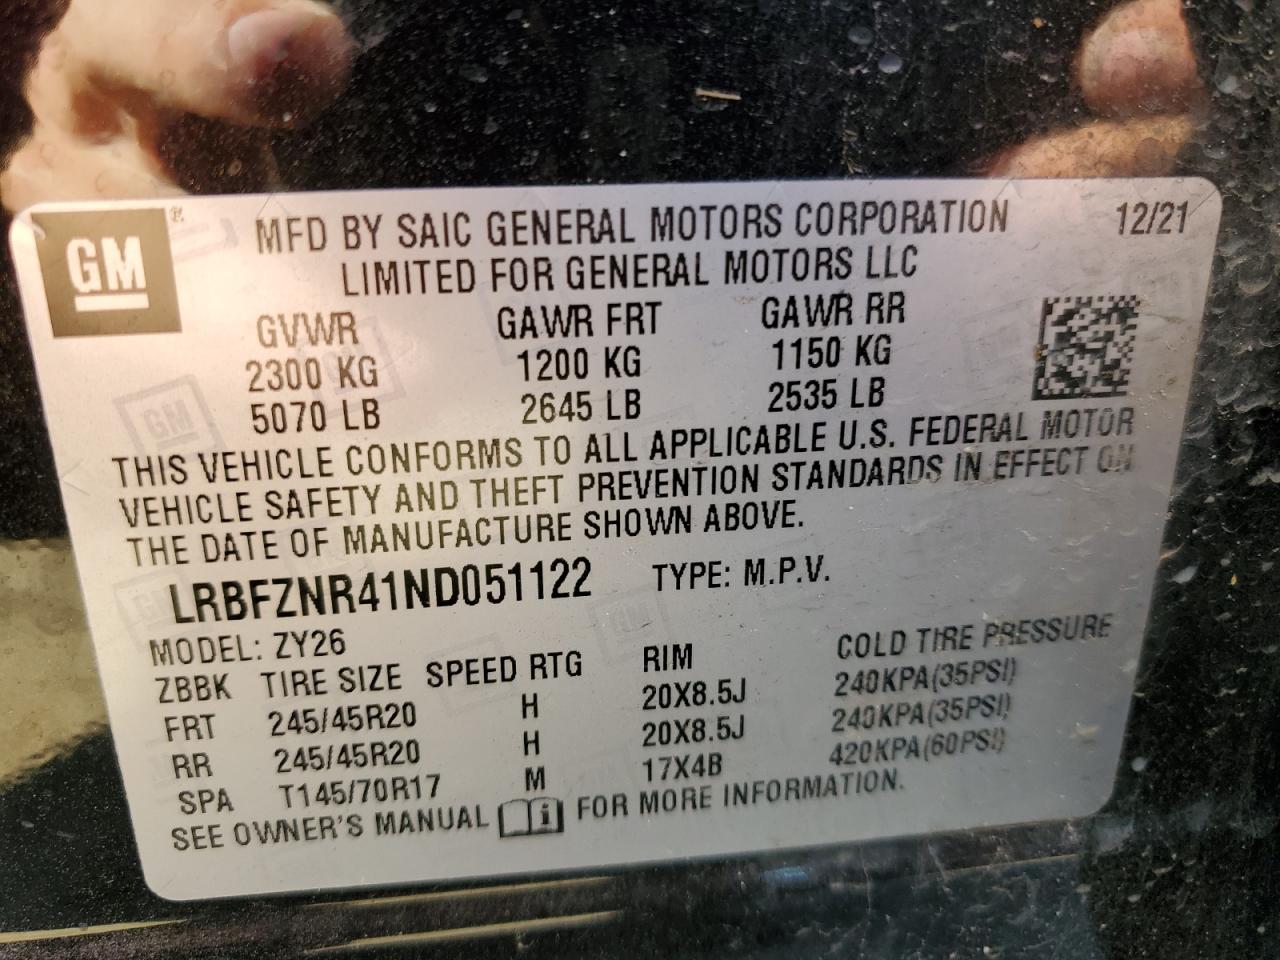 GM ® MFD BY SAIC GENERAL MOTORS CORPORATION 12/21
LIMITED FOR GENERAL MOTORS LLC
GVWR GAWR FRT GAWR RR
2300 KG 1200 KG 1150 KG
5070 LB 2645 LB 2535 LB
THIS VEHICLE CONFORMS TO ALL APPLICABLE U.S. FEDERAL MOTOR
VEHICLE SAFETY AND THEFT PREVENTION STANDARDS IN EFFECT ON
THE DATE OF MANUFACTURE SHOWN ABOVE.
LRBFZNR41ND051122 TYPE: M.P.V.
MODEL: ZY26
ZBBK TIRE SIZE SPEED RTG RIM COLD TIRE PRESSURE
FRT 245/45R20 H 20X8.5J 240KPA(35PSI)
RR 245/45R20 H 20X8.5J 240KPA(35PSI)
SPA T145/70R17 M 17X4B 420KPA(60PSI)
SEE OWNER'S MANUAL i FOR MORE INFORMATION.